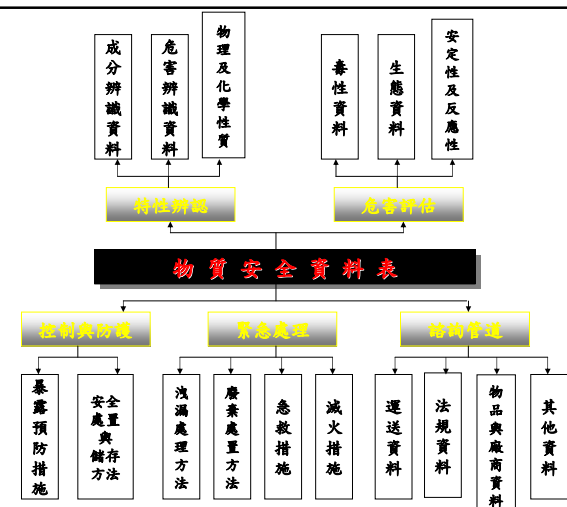 成分辨識資料
危害辨識資料
物理及化學性質
毒性資料
生態資料
安定性及反應性
特性辨認
危害評估
物質安全資料表
控制與防護
緊急處理
諮詢管道
暴露預防措施
安全處置與儲存方法
洩漏處理方法
廢棄處置方法
急救措施
滅火措施
運送資料
法規資料
物品與廠商資料
其他資料